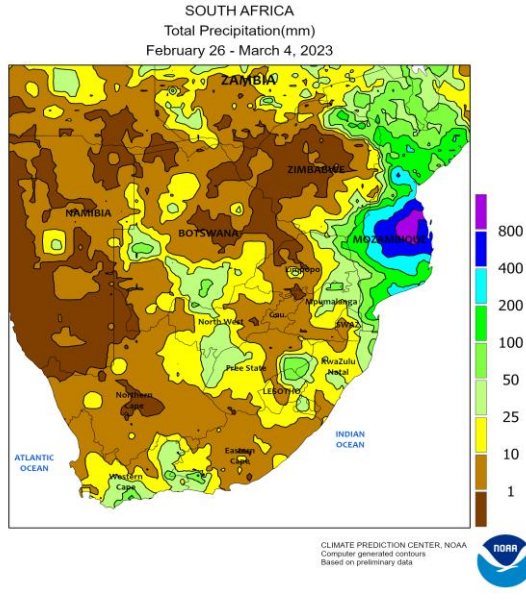 SOUTH AFRICA
Total Precipitation(mm)
February 26 - March 4, 2023
ZAMBIA
ZIMBABWE
NAMIBIA
BOTSWANA
MOZAMBIQUE
Limpopo
Mpumalanga
Gau.
North West
SWAZ.
KwaZulu
Natal
Free State
LESOTHO
Northern
Cape
Eastern
Cape
Western
Cape
ATLANTIC
OCEAN
INDIAN
OCEAN
800
400
200
100
50
25
10
1
CLIMATE PREDICTION CENTER, NOAA
Computer generated contours
Based on preliminary data
NOAA